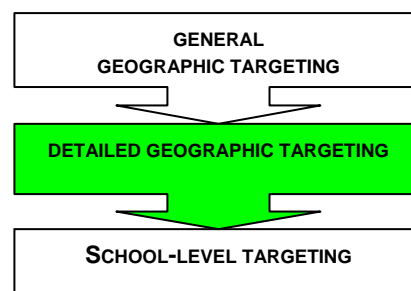 GENERAL
GEOGRAPHIC TARGETING
DETAILED GEOGRAPHIC TARGETING
SCHOOL-LEVEL TARGETING